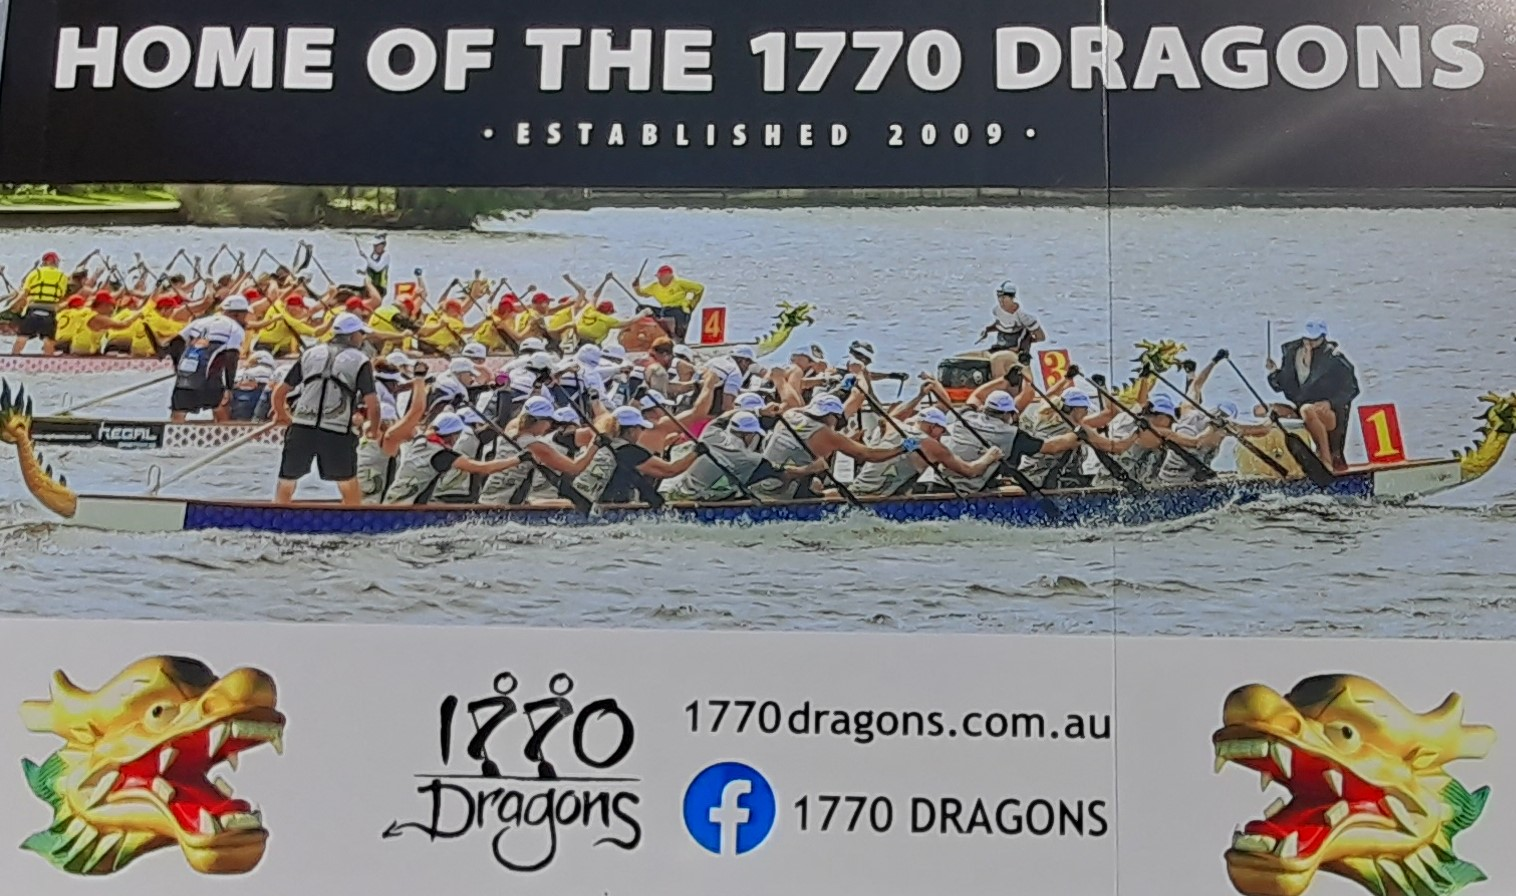 HOME OF THE 1770 DRAGONS
• ESTABLISHED 2009 •
4
3
1
REGAL
1770
Dragons
1770dragons.com.au
f 1770 DRAGONS